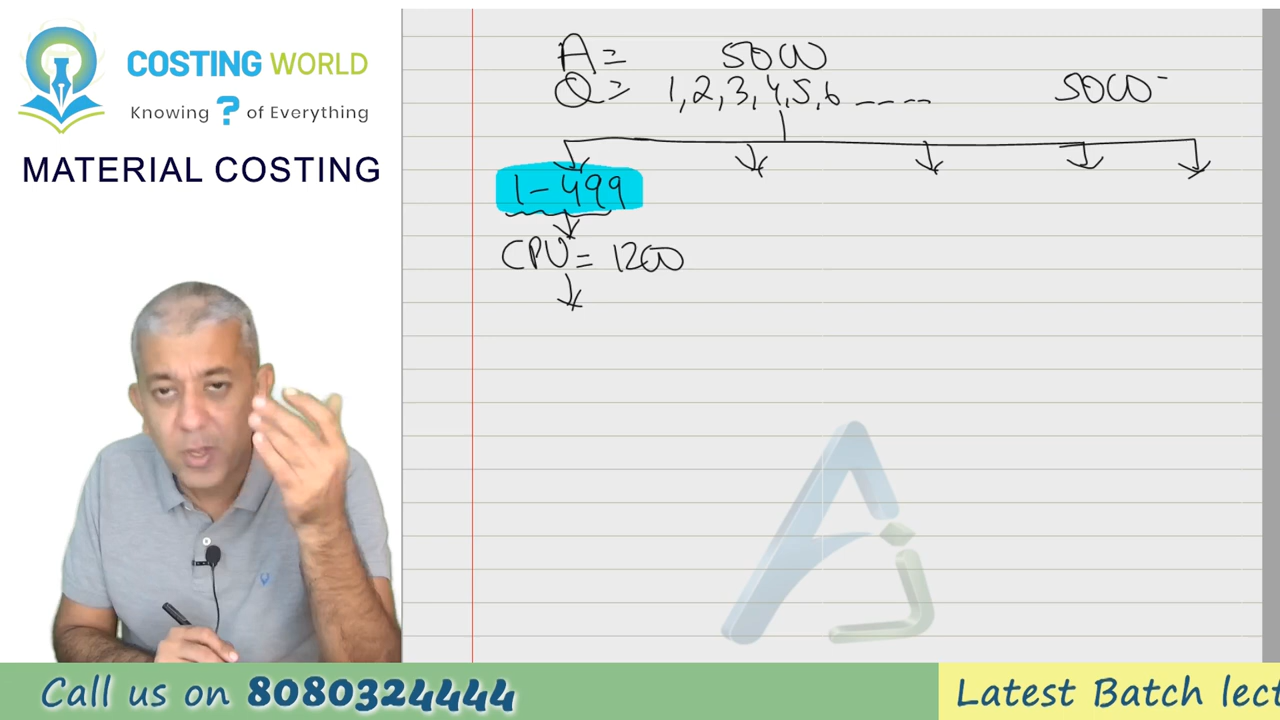 COSTING WORLD
Knowing ? of Everything
MATERIAL COSTING
A = 5000
Q = 1, 2, 3, 4, 5, 6 ---- 5000
1 - 499
CPU = 1200
AJ
Call us on 8080324444
Latest Batch lect